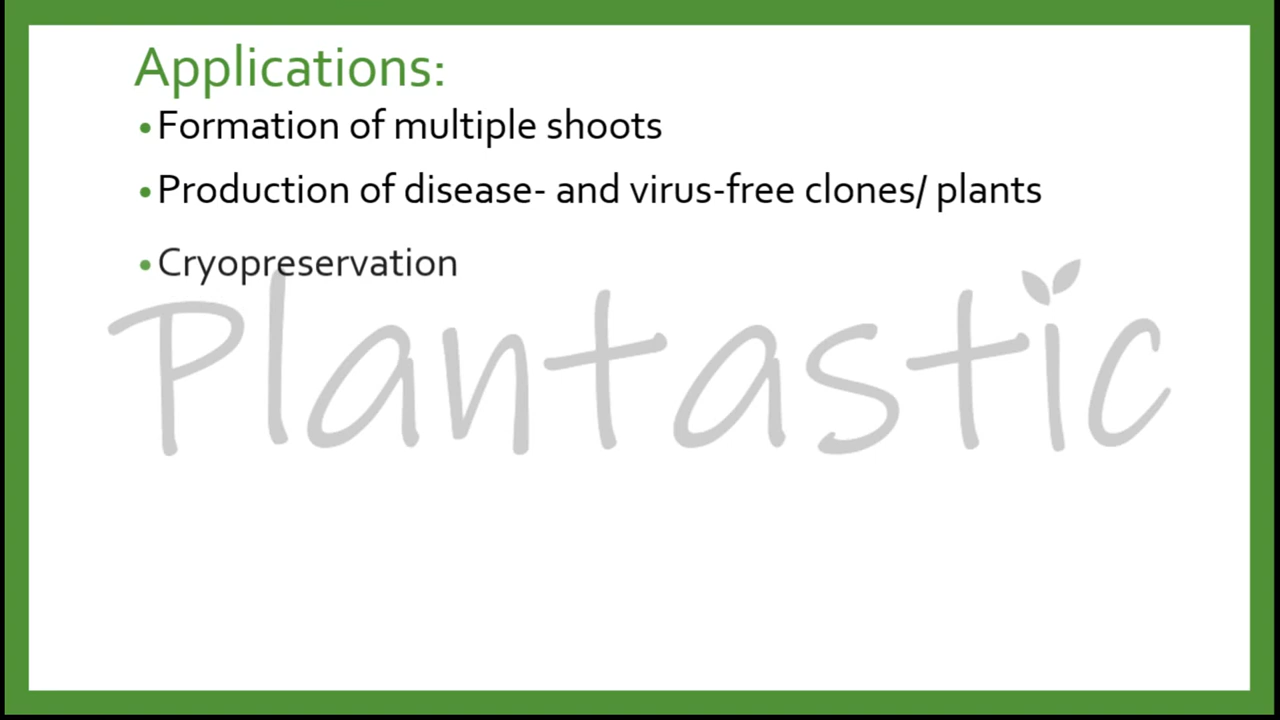 Applications:
•Formation of multiple shoots
•Production of disease- and virus-free clones/ plants
•Cryopreservation
Plantastic